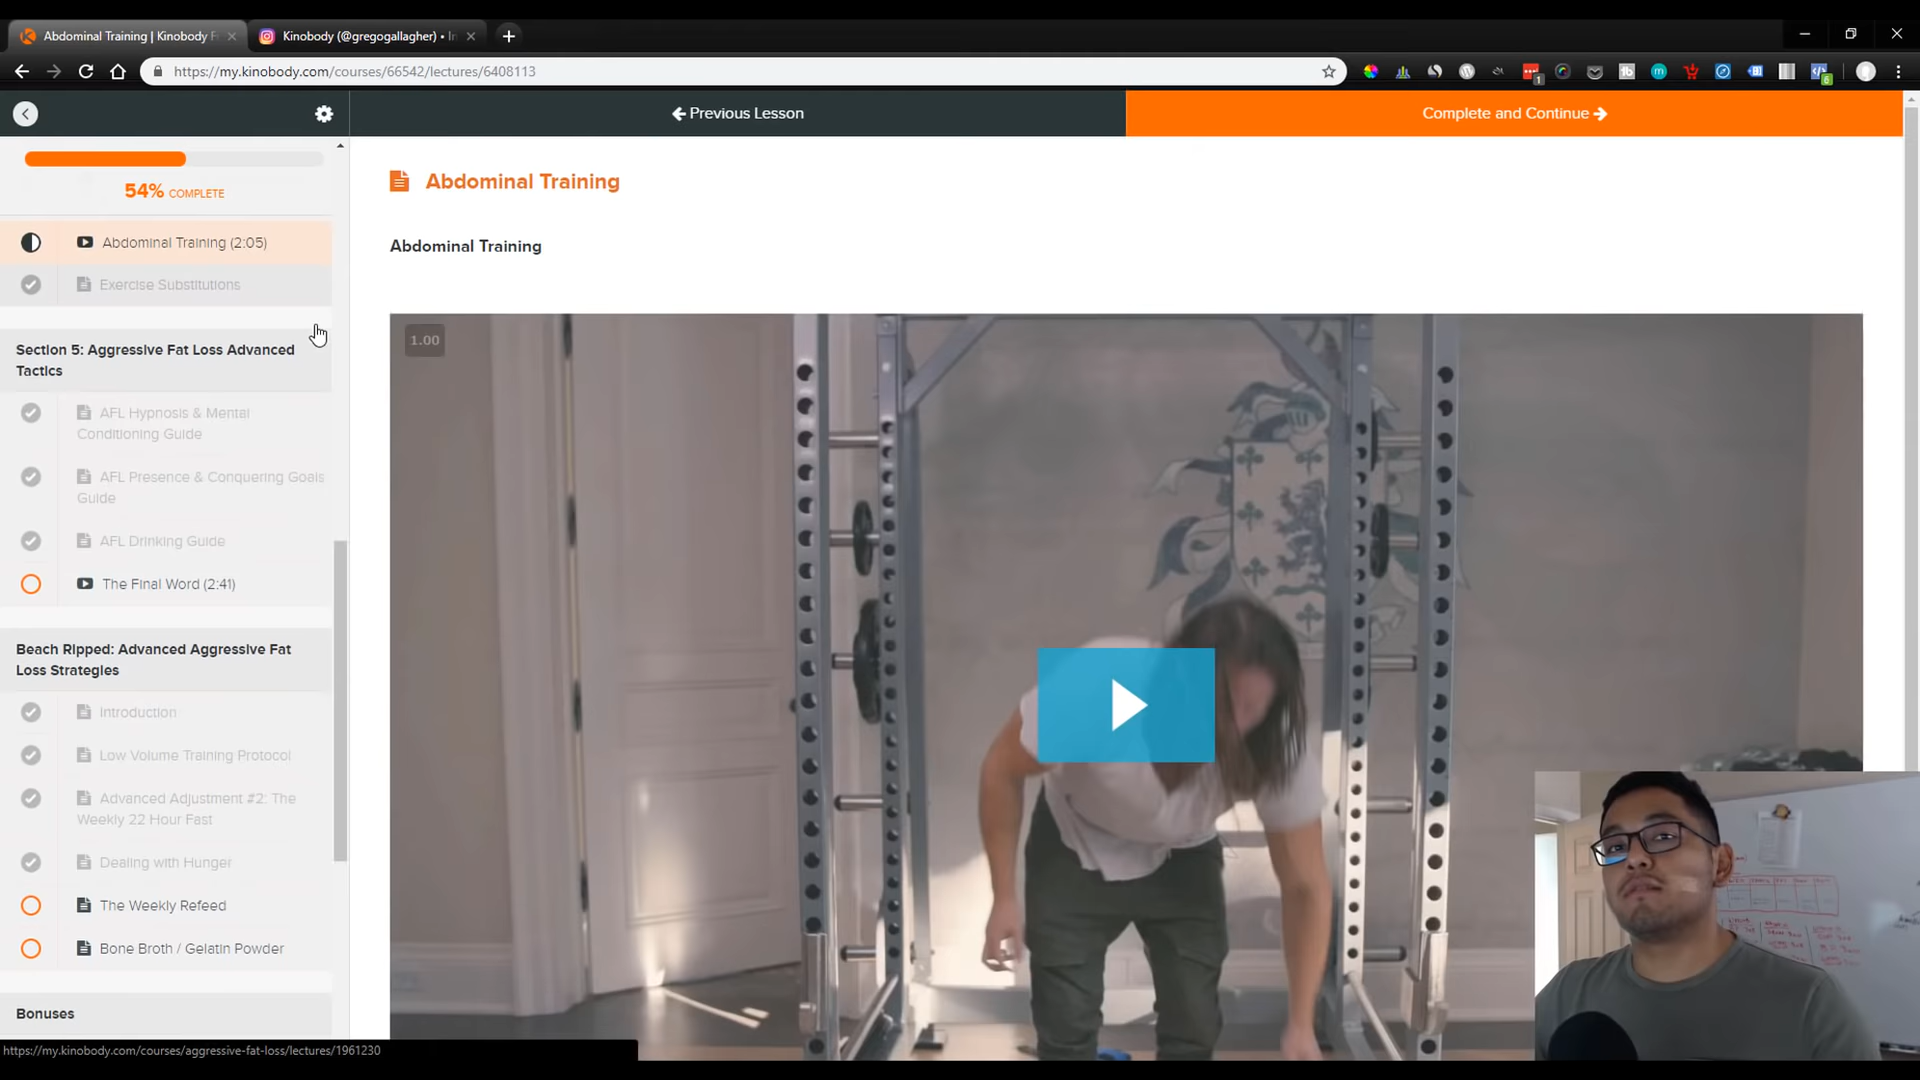 Abdominal Training | Kinobody F
Kinobody (@gregogallagher) • In
https://my.kinobody.com/courses/66542/lectures/6408113
1
6
Previous Lesson
Complete and Continue
54% COMPLETE
Abdominal Training (2:05)
Exercise Substitutions
Section 5: Aggressive Fat Loss Advanced
Tactics
AFL Hypnosis & Mental
Conditioning Guide
AFL Presence & Conquering Goals
Guide
AFL Drinking Guide
The Final Word (2:41)
Beach Ripped: Advanced Aggressive Fat
Loss Strategies
Introduction
Low Volume Training Protocol
Advanced Adjustment #2: The
Weekly 22 Hour Fast
Dealing with Hunger
The Weekly Refeed
Bone Broth / Gelatin Powder
Bonuses
https://my.kinobody.com/courses/aggressive-fat-loss/lectures/1961230
Abdominal Training
Abdominal Training
1.00